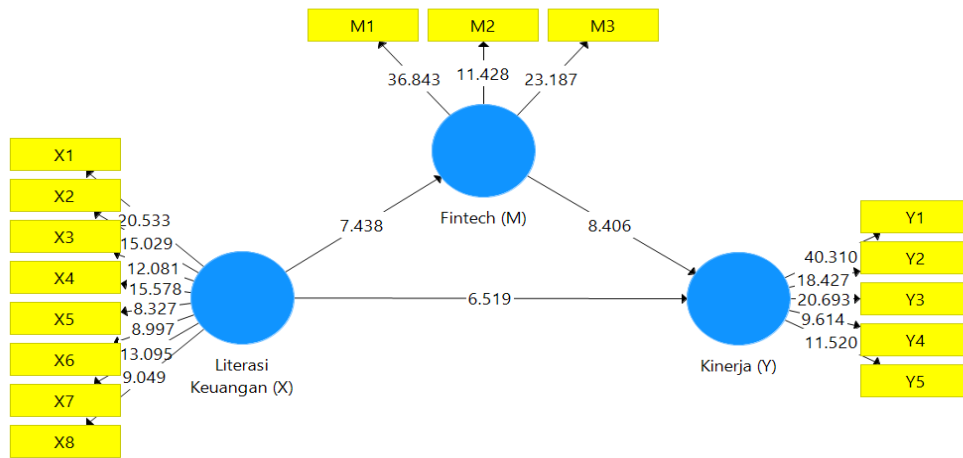 M1
M2
M3
36.843
11.428
23.187
Fintech (M)
7.438
8.406
X1
X2
X3
X4
X5
X6
X7
X8
20.533
15.029
12.081
15.578
8.327
8.997
13.095
9.049
Literasi
Keuangan (X)
6.519
Kinerja (Y)
40.310
18.427
20.693
9.614
11.520
Y1
Y2
Y3
Y4
Y5